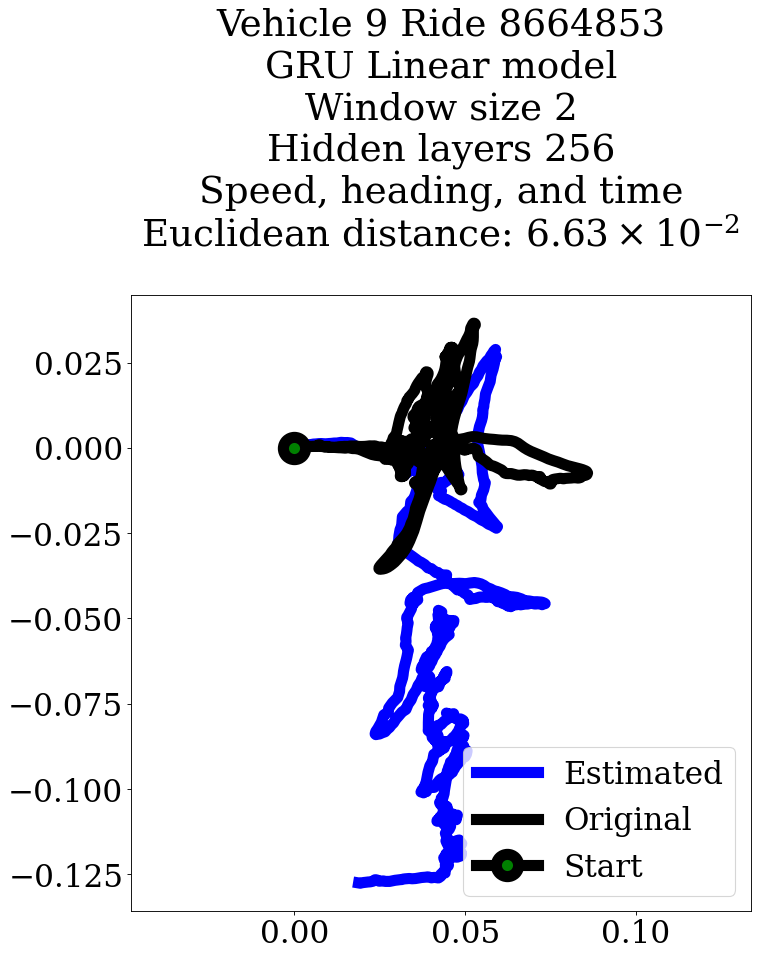 Vehicle 9 Ride 8664853
GRU Linear model
Window size 2
Hidden layers 256
Speed, heading, and time
Euclidean distance: 6.63 × 10⁻²
0.025
0.000
−0.025
−0.050
−0.075
−0.100
−0.125
Estimated
Original
Start
0.00 0.05 0.10